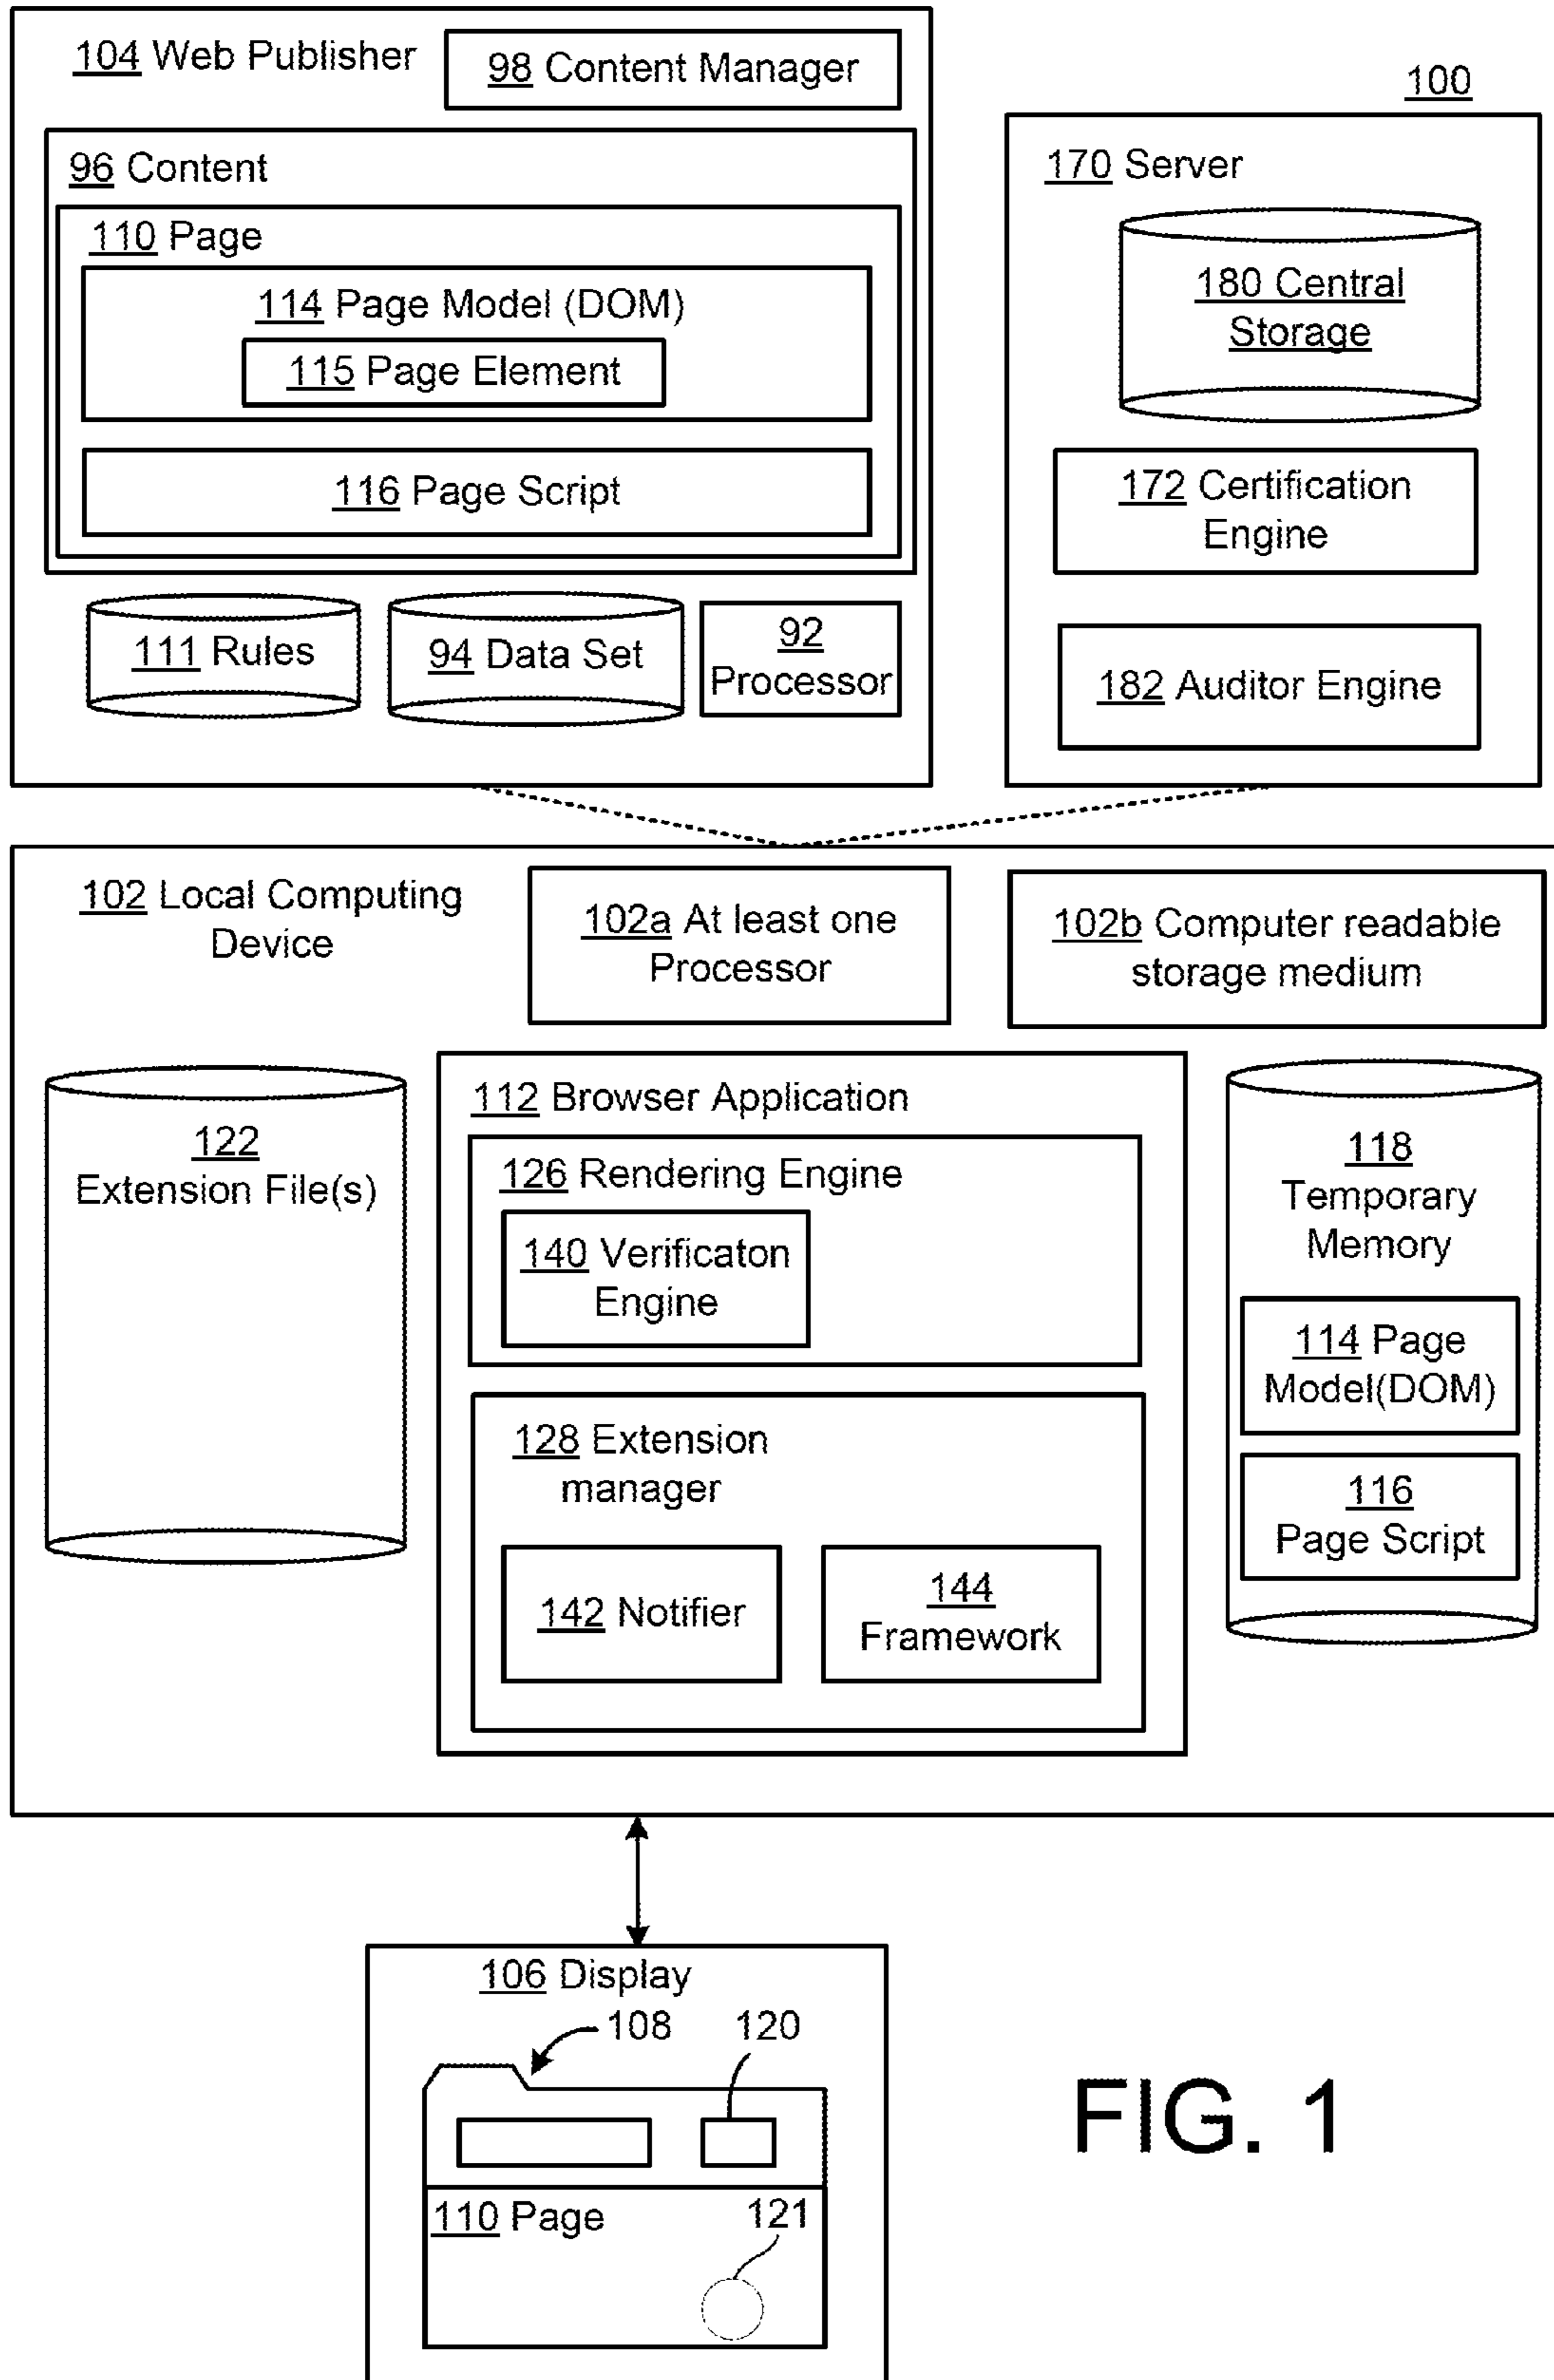 104 Web Publisher
98 Content Manager
96 Content
110 Page
114 Page Model (DOM)
115 Page Element
116 Page Script
111 Rules
94 Data Set
92
Processor
100
170 Server
180 Central
Storage
172 Certification
Engine
182 Auditor Engine
102 Local Computing
Device
102a At least one
Processor
102b Computer readable
storage medium
122
Extension File(s)
112 Browser Application
126 Rendering Engine
140 Verificaton
Engine
128 Extension
manager
142 Notifier
144
Framework
118
Temporary
Memory
114 Page
Model(DOM)
116
Page Script
106 Display
108
120
110 Page
121
FIG. 1